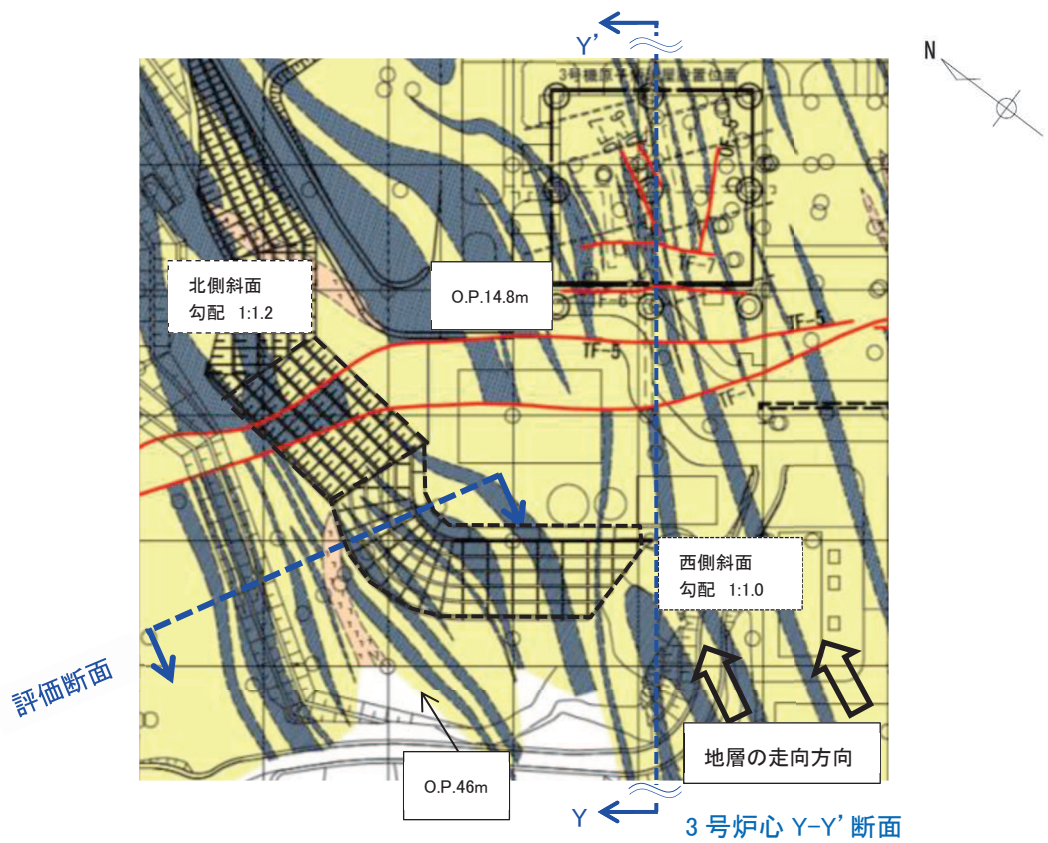 Y’
N
3号機原子炉建屋設置位置
OF-5
TF-7
北側斜面
勾配 1:1.2
O.P.14.8m
TF-6
TF-5
TF-5
TF-1
西側斜面
勾配 1:1.0
評価断面
地層の走向方向
O.P.46m
Y
3号炉心 Y-Y’断面